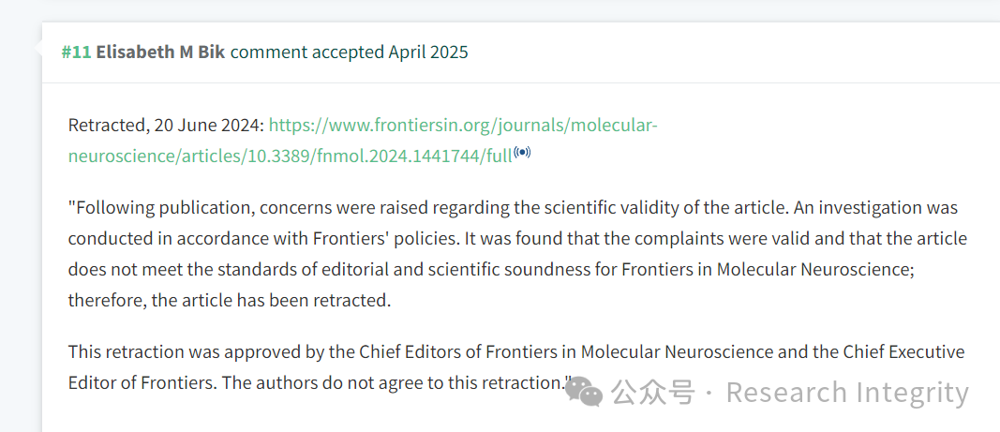 #11 Elisabeth M Bik comment accepted April 2025
Retracted, 20 June 2024: https://www.frontiersin.org/journals/molecular-
neuroscience/articles/10.3389/fnmol.2024.1441744/full
"Following publication, concerns were raised regarding the scientific validity of the article. An investigation was
conducted in accordance with Frontiers' policies. It was found that the complaints were valid and that the article
does not meet the standards of editorial and scientific soundness for Frontiers in Molecular Neuroscience;
therefore, the article has been retracted.
This retraction was approved by the Chief Editors of Frontiers in Molecular Neuroscience and the Chief Executive
Editor of Frontiers. The authors do not agree to this retraction."
公众号 · Research Integrity